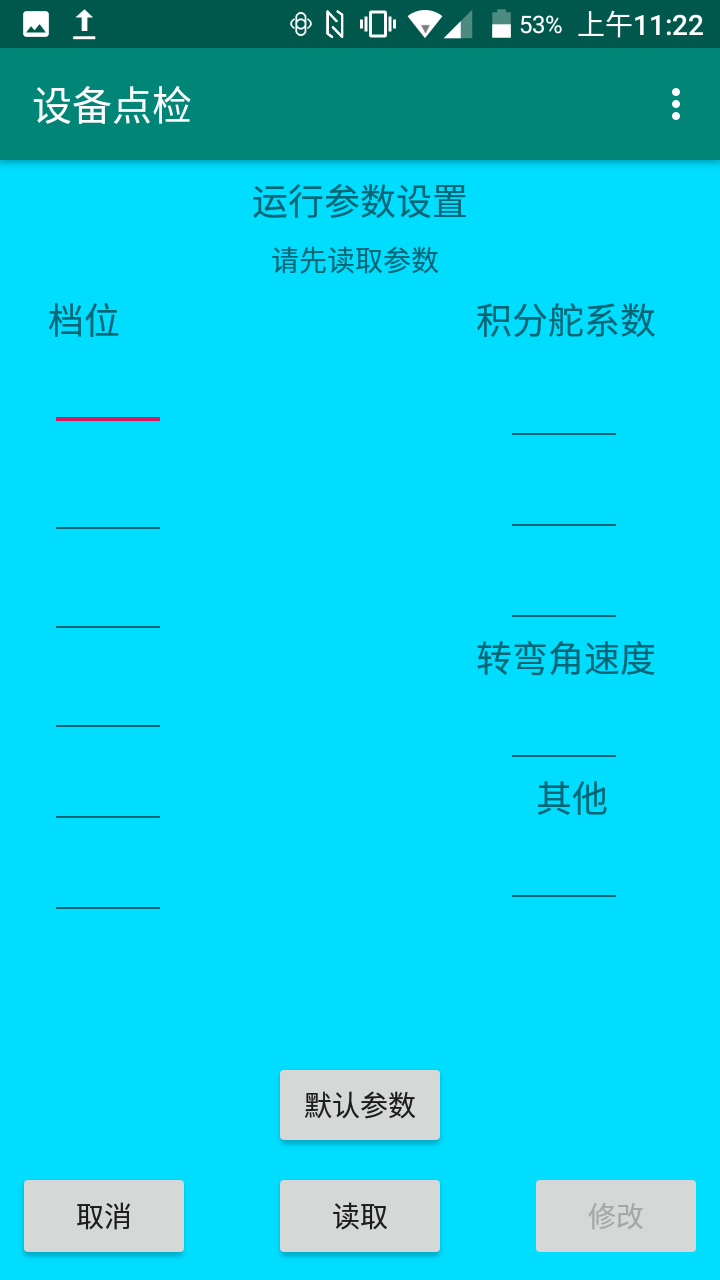 53% 上午11:22
设备点检
运行参数设置
请先读取参数
档位 积分舵系数
转弯角速度
其他
默认参数
取消 读取 修改